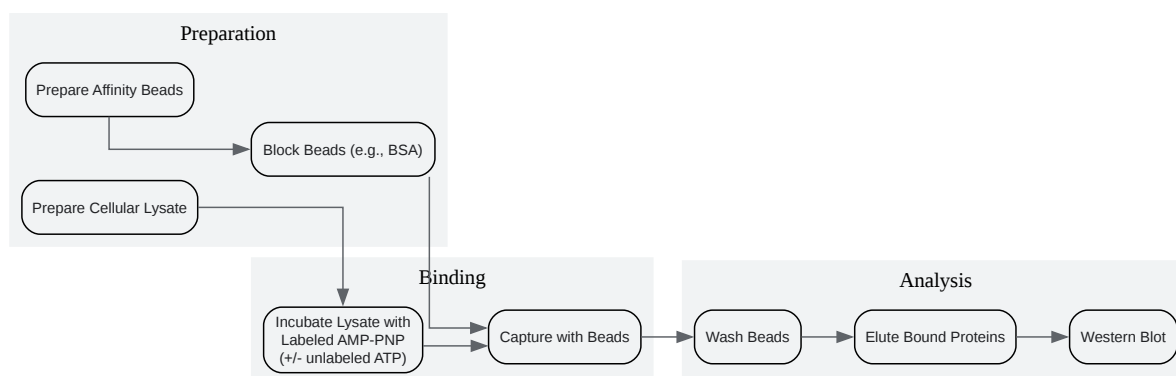 Preparation
Prepare Affinity Beads
Block Beads (e.g., BSA)
Prepare Cellular Lysate
Binding
Incubate Lysate with
Labeled AMP-PNP
(+/- unlabeled ATP)
Capture with Beads
Analysis
Wash Beads
Elute Bound Proteins
Western Blot